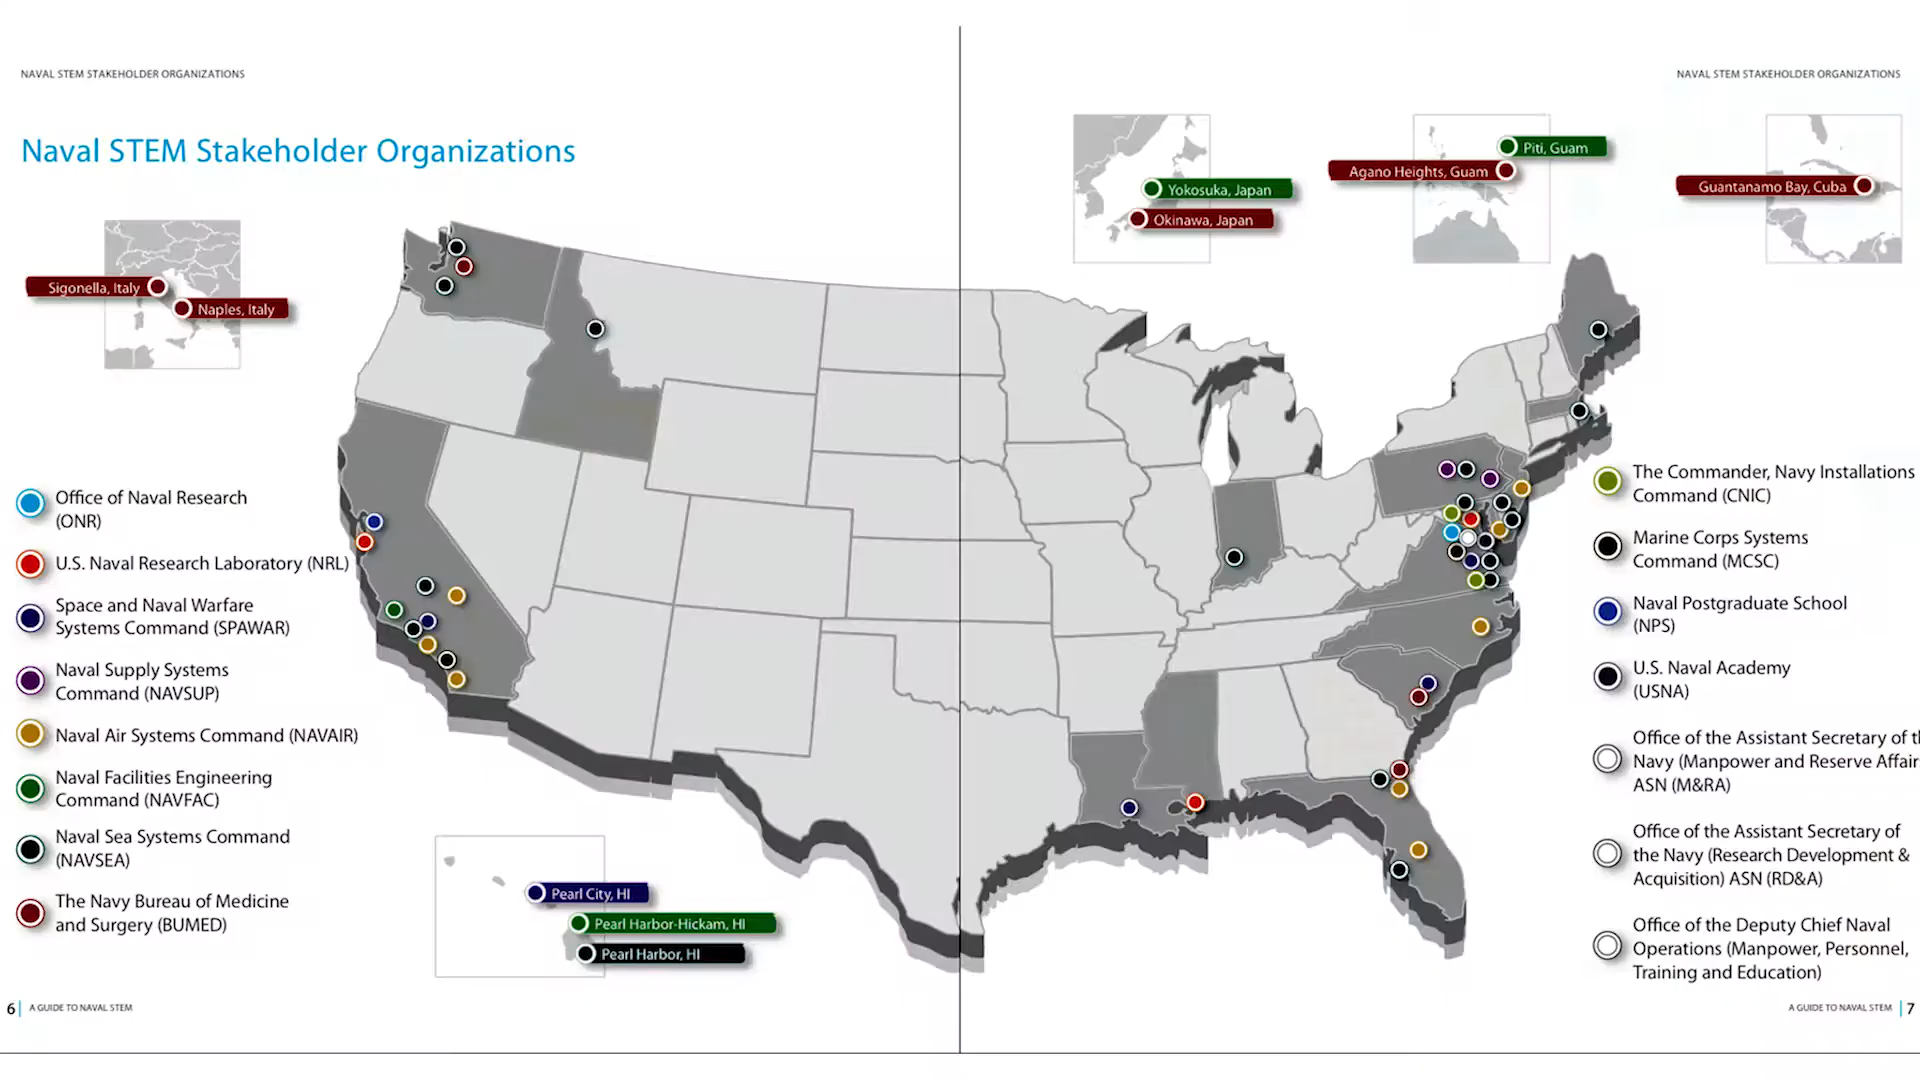 NAVAL STEM STAKEHOLDER ORGANIZATIONS
NAVAL STEM STAKEHOLDER ORGANIZATIONS
Naval STEM Stakeholder Organizations
Sigonella, Italy
Naples, Italy
Yokosuka, Japan
Okinawa, Japan
Piti, Guam
Agano Heights, Guam
Guantanamo Bay, Cuba
Office of Naval Research
(ONR)
U.S. Naval Research Laboratory (NRL)
Space and Naval Warfare
Systems Command (SPAWAR)
Naval Supply Systems
Command (NAVSUP)
Naval Air Systems Command (NAVAIR)
Naval Facilities Engineering
Command (NAVFAC)
Naval Sea Systems Command
(NAVSEA)
The Navy Bureau of Medicine
and Surgery (BUMED)
Pearl City, HI
Pearl Harbor-Hickam, HI
Pearl Harbor, HI
The Commander, Navy Installations
Command (CNIC)
Marine Corps Systems
Command (MCSC)
Naval Postgraduate School
(NPS)
U.S. Naval Academy
(USNA)
Office of the Assistant Secretary of
Navy (Manpower and Reserve
ASN (M&RA)
Office of the Assistant Secretary of
the Navy (Research Development &
Acquisition) ASN (RD&A)
Office of the Deputy Chief Naval
Operations (Manpower, Personnel,
Training and Education)
6 | A GUIDE TO NAVAL STEM
A GUIDE TO NAVAL STEM | 7